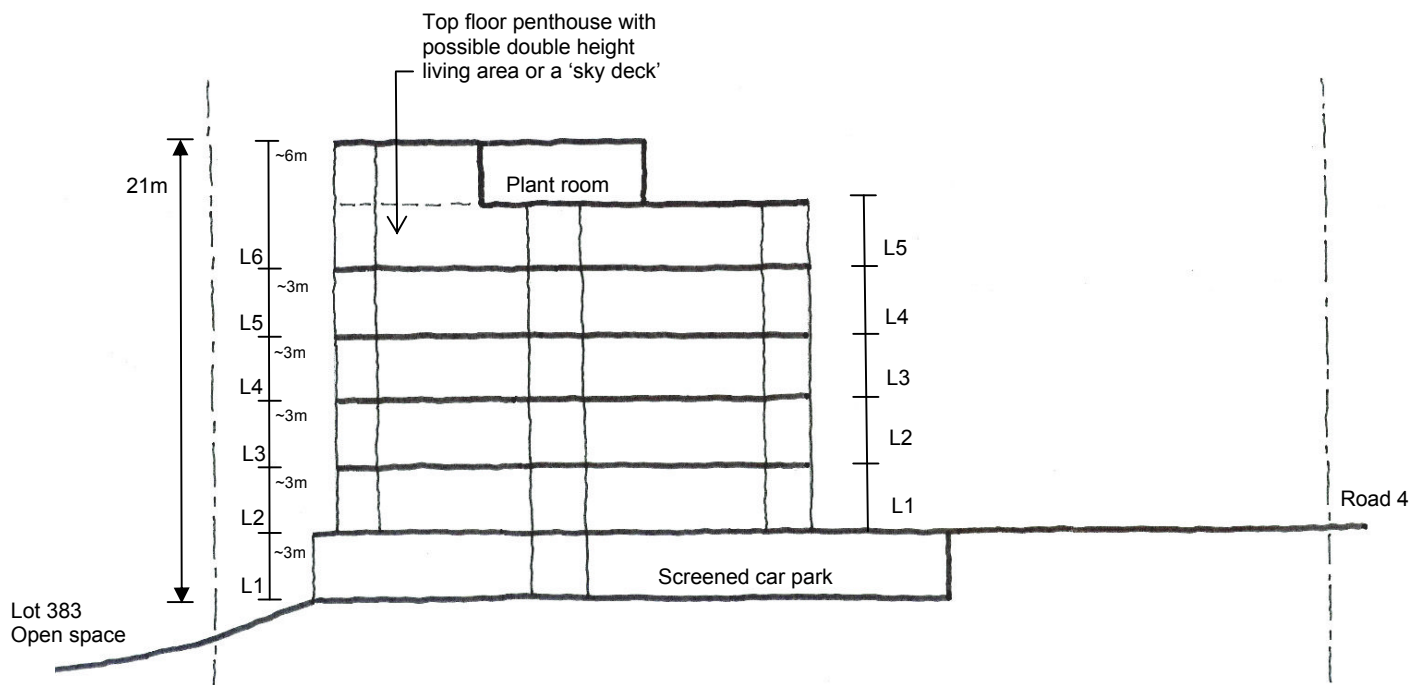 Top floor penthouse with
possible double height
living area or a ‘sky deck’
21m
~6m
Plant room
L6
L5
~3m
L5
L4
~3m
L4
L3
~3m
L3
L2
~3m
L2
L1
Road 4
~3m
L1
Screened car park
Lot 383
Open space